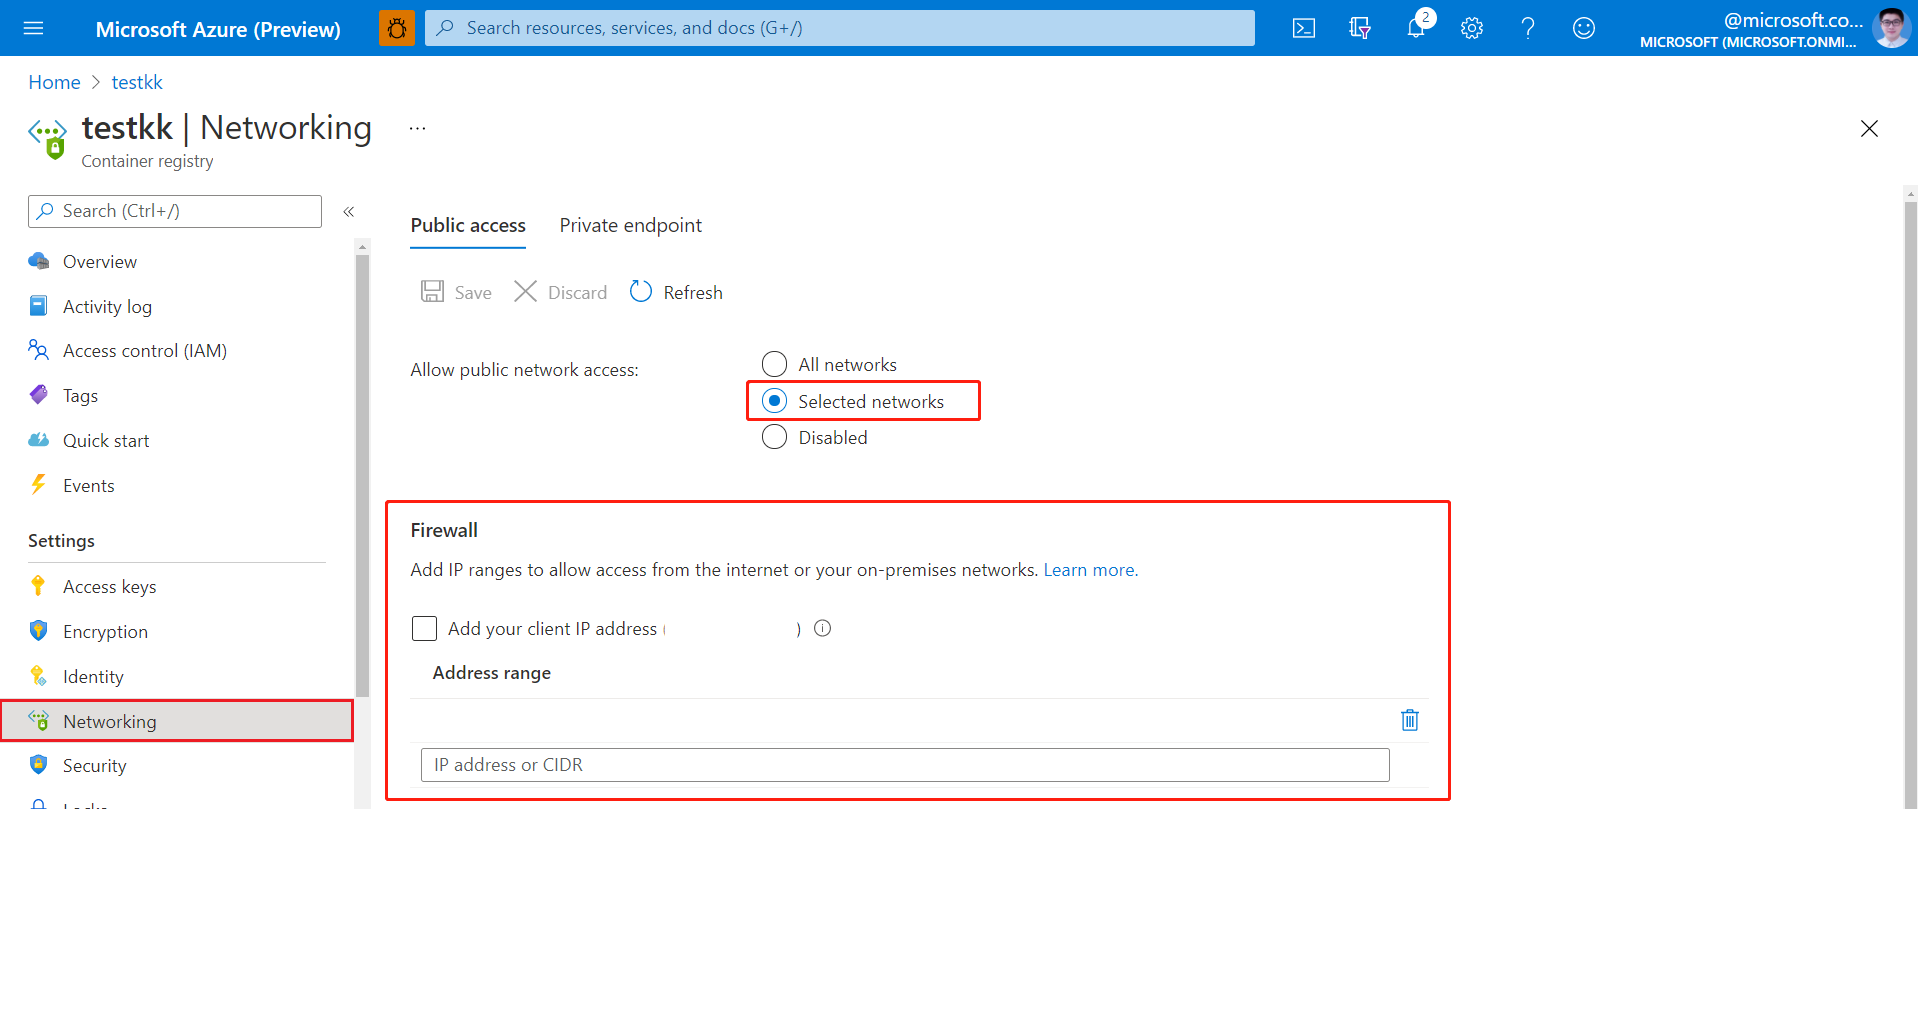 Microsoft Azure (Preview)
Search resources, services, and docs (G+/)
2
@microsoft.co...
MICROSOFT (MICROSOFT.ONMI...
Home > testkk
testkk | Networking ...
Container registry
Search (Ctrl+/) «
Overview
Activity log
Access control (IAM)
Tags
Quick start
Events
Settings
Access keys
Encryption
Identity
Networking
Security
Public access Private endpoint
Save Discard Refresh
Allow public network access:
All networks
Selected networks
Disabled
Firewall
Add IP ranges to allow access from the internet or your on-premises networks. Learn more.
Add your client IP address ( )
Address range
IP address or CIDR